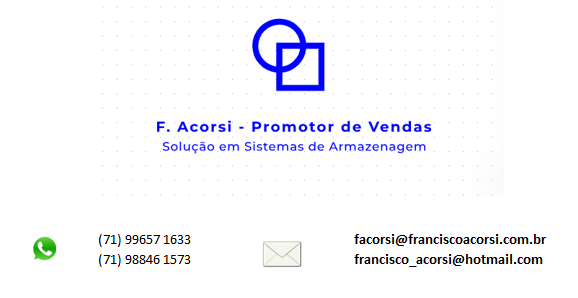 F. Acorsi - Promotor de Vendas
Solução em Sistemas de Armazenagem
(71) 99657 1633
(71) 98846 1573
facorsi@franciscoacorsi.com.br
francisco_acorsi@hotmail.com